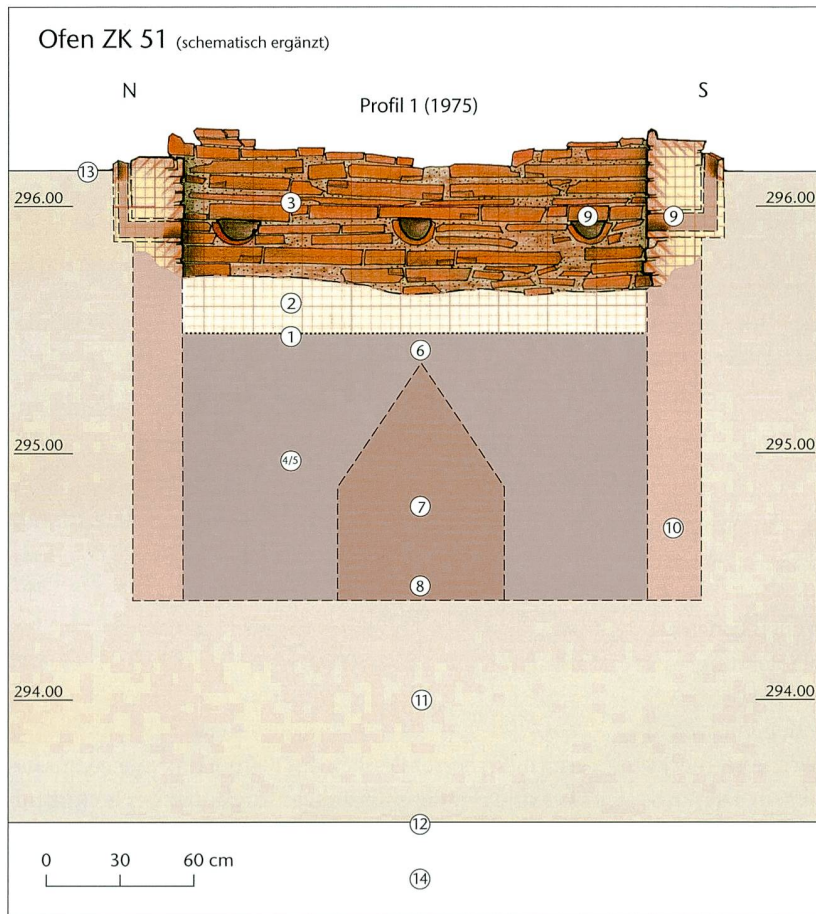 Ofen ZK 51 (schematisch ergänzt)
N S
Profil 1 (1975)
13
296.00 3 9 9 296.00
2
1
6
295.00 4/5 295.00
7
10
8
294.00 11 294.00
12
0 30 60 cm
14